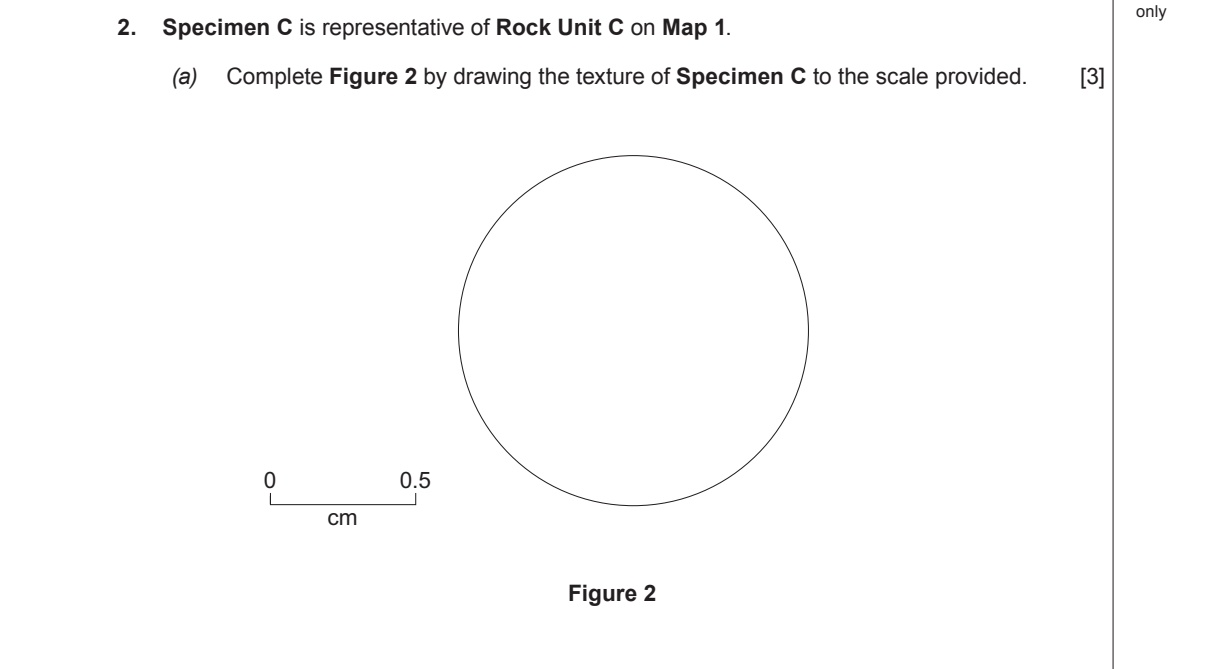 only
2. Specimen C is representative of Rock Unit C on Map 1.
(a) Complete Figure 2 by drawing the texture of Specimen C to the scale provided. [3]
0 0.5
cm
Figure 2